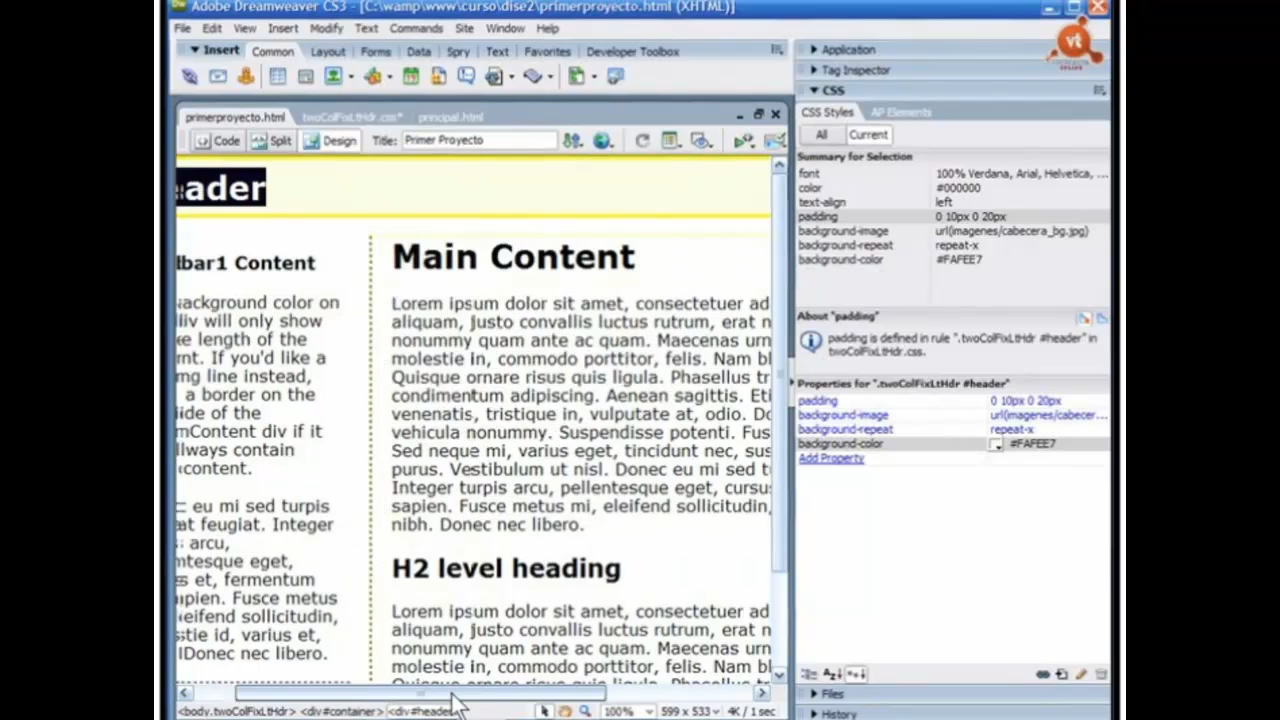 Adobe Dreamweaver CS3 - [C:\wamp\www\curso\dise2\primerproyecto.html (XHTML)]
File Edit View Insert Modify Text Commands Site Window Help
Insert Common Layout Forms Data Spry Text Favorites Developer Toolbox
primerproyecto.html twoColFixLtHdr.css* principal.html
Code Split Design Title: Primer Proyecto
eader
Main Content
lbar1 Content
Lorem ipsum dolor sit amet, consectetuer ad
aliquam, justo convallis luctus rutrum, erat n
nonummy quam ante ac quam. Maecenas urn
molestie in, commodo porttitor, felis. Nam bl
Quisque ornare risus quis ligula. Phasellus tr
condimentum adipiscing. Aenean sagittis. Eti
venenatis, tristique in, vulputate at, odio. Do
vehicula nonummy. Suspendisse potenti. Fus
Sed neque mi, varius eget, tincidunt nec, sus
purus. Vestibulum ut nisl. Donec eu mi sed turp
Integer turpis arcu, pellentesque eget, cursus
sapien. Fusce metus mi, eleifend sollicitudin,
nibh. Donec nec libero.
H2 level heading
Lorem ipsum dolor sit amet, consectetuer ad
aliquam, justo convallis luctus rutrum, erat n
nonummy quam ante ac quam. Maecenas urn
molestie in, commodo porttitor, felis. Nam bl
ackground color on
div will only show
e length of the
nt. If you'd like a
ng line instead,
a border on the
side of the
mContent div if it
always contain
content.
c eu mi sed turpis
at feugiat. Integer
arcu,
ntesque eget,
s et, fermentum
apien. Fusce metus
eleifend sollicitudin,
stie id, varius et,
Donec nec libero.
<body.twoColFixLtHdr> <div#container> <div#header> 100% 599 x 533 4K / 1 sec
Application
Tag Inspector
CSS
CSS Styles AP Elements
All Current
Summary for Selection
font 100% Verdana, Arial, Helvetica, ...
color #000000
text-align left
padding 0 10px 0 20px
background-image url(imagenes/cabecera_bg.jpg)
background-repeat repeat-x
background-color #FAFEE7
About "padding"
padding is defined in rule ".twoColFixLtHdr #header" in
twoColFixLtHdr.css.
Properties for ".twoColFixLtHdr #header"
padding 0 10px 0 20px
background-image url(imagenes/cabecer...
background-repeat repeat-x
background-color #FAFEE7
Add Property
Files
History
vt